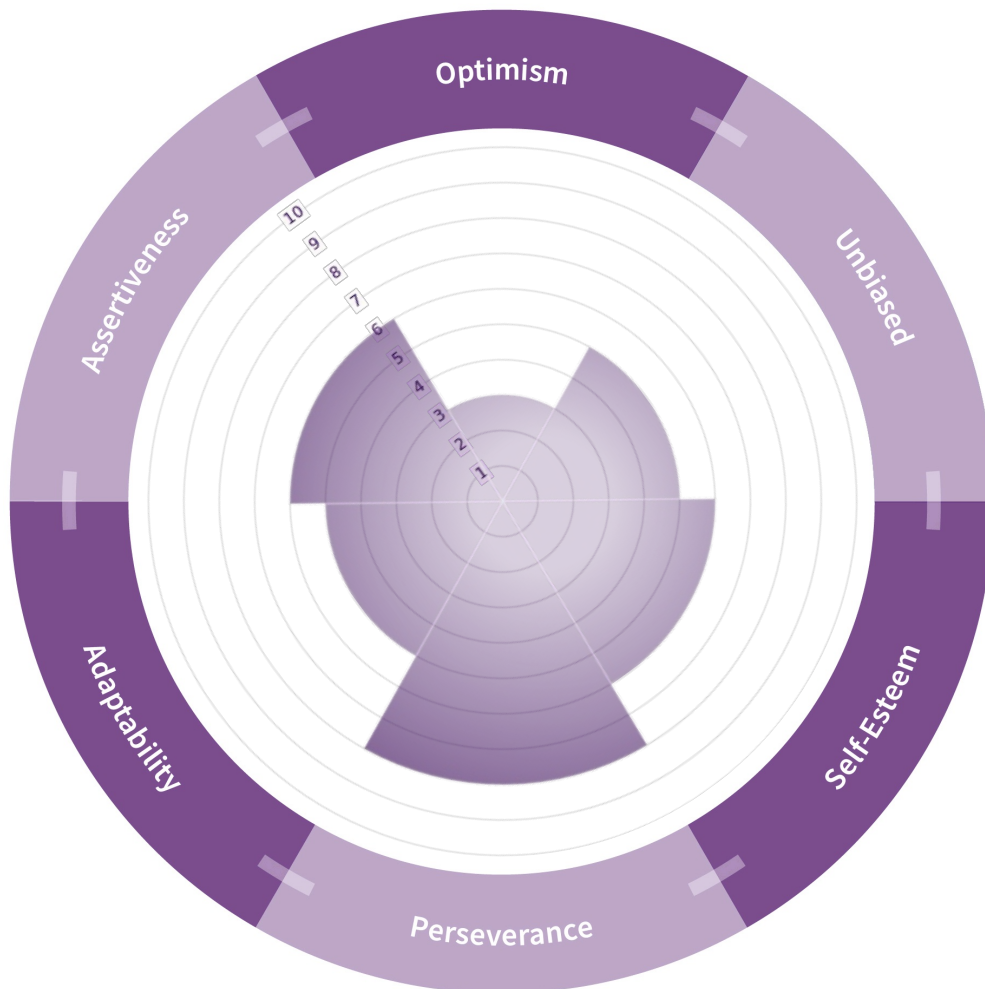 Optimism
Unbiased
Self-Esteem
Perseverance
Adaptability
Assertiveness
10
9
8
7
6
5
4
3
2
1